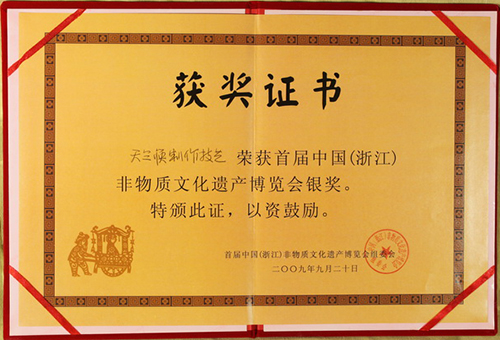 获奖证书
天兰懊制作技艺 荣获首届中国(浙江)
非物质文化遗产博览会银奖。
特颁此证，以资鼓励。
首届中国(浙江)非物质文化遗产博览会组委会
二〇〇九年九月二十日